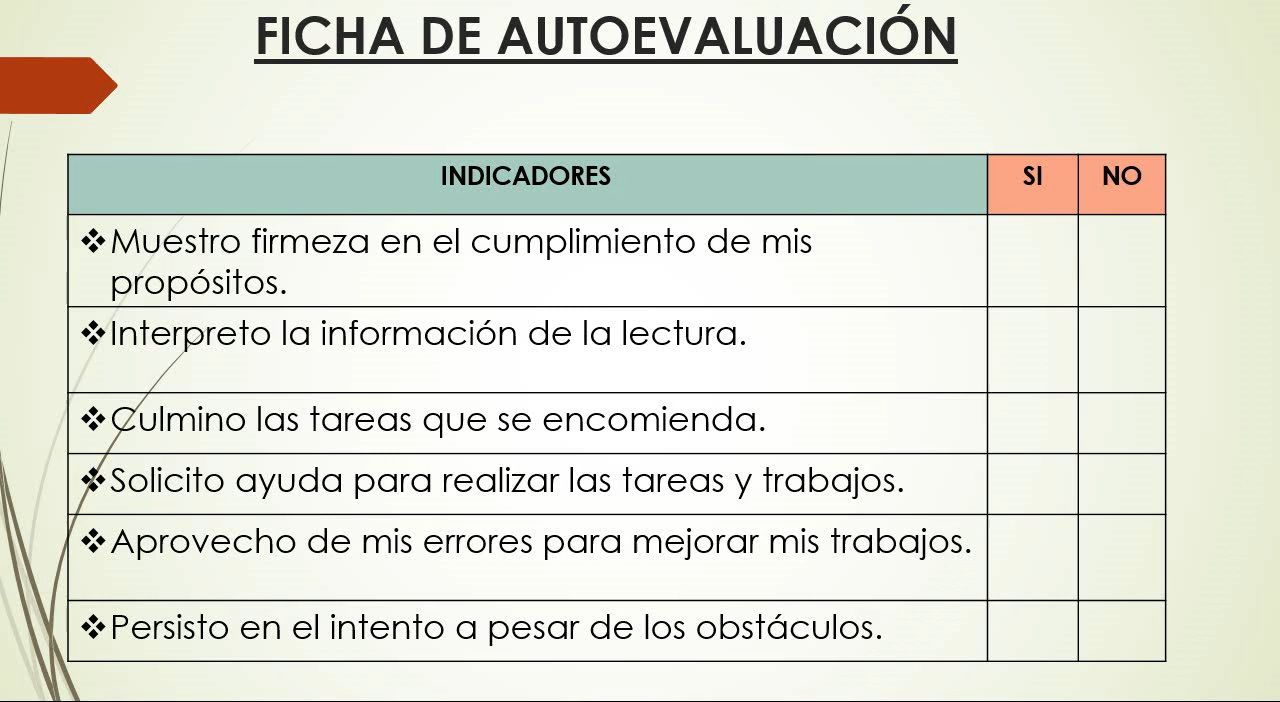 FICHA DE AUTOEVALUACIÓN
INDICADORES SI NO
❖Muestro firmeza en el cumplimiento de mis
propósitos.
❖Interpreto la información de la lectura.
❖Culmino las tareas que se encomienda.
❖Solicito ayuda para realizar las tareas y trabajos.
❖Aprovecho de mis errores para mejorar mis trabajos.
❖Persisto en el intento a pesar de los obstáculos.